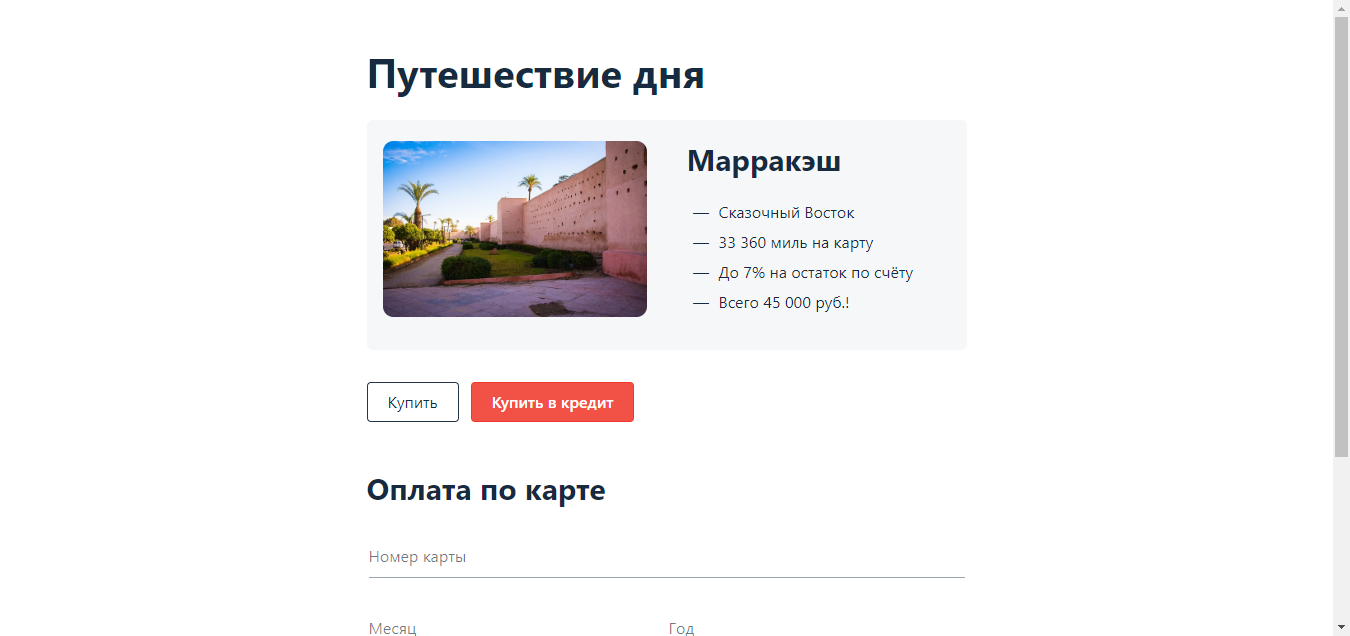 Путешествие дня
Марракэш
— Сказочный Восток
— 33 360 миль на карту
— До 7% на остаток по счёту
— Всего 45 000 руб.!
Купить
Купить в кредит
Оплата по карте
Номер карты
Месяц
Год